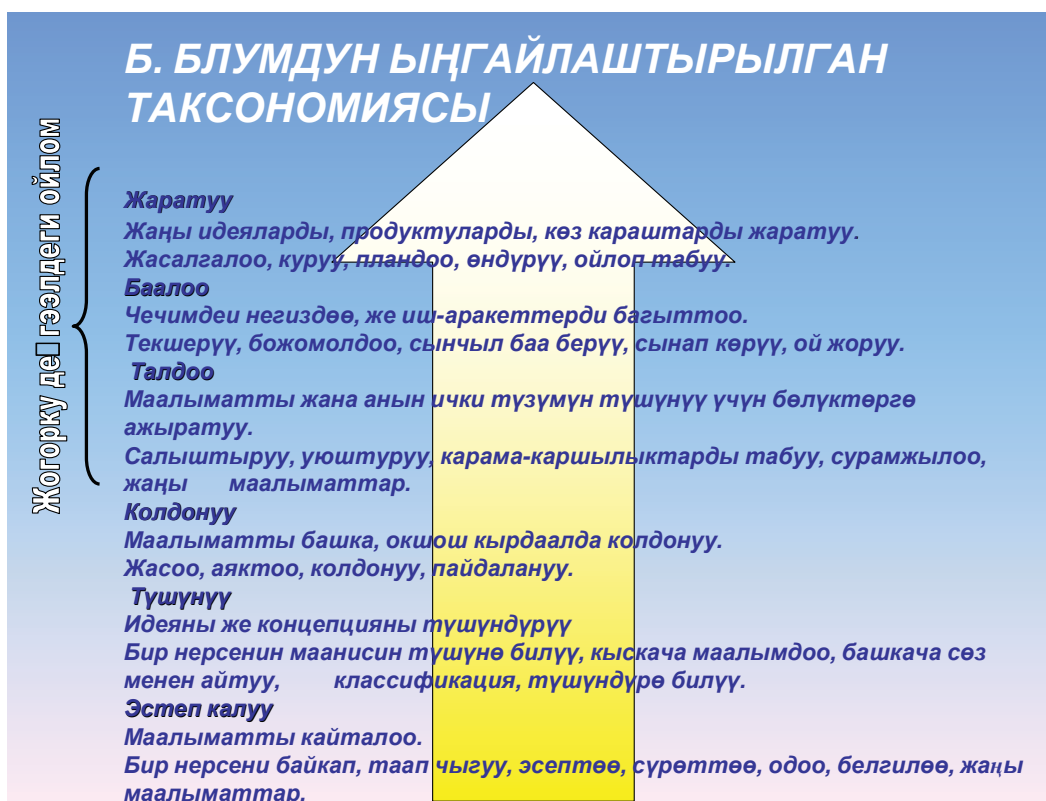 Б. БЛУМДУН ЫҢГАЙЛАШТЫРЫЛГАН
ТАКСОНОМИЯСЫ
Жогорку де гээлдеги ойлом
Жаратуу
Жаңы идеяларды, продуктуларды, көз караштарды жаратуу.
Жасалгалоо, куруу, пландоо, өндүрүү, ойлоп табуу.
Баалоо
Чечимдеи негиздөө, же иш-аракеттерди багыттоо.
Текшерүү, божомолдоо, сынчыл баа берүү, сынап көрүү, ой жоруу.
Талдоо
Маалыматты жана анын ички түзүмүн түшүнүү үчүн бөлүктөргө
ажыратуу.
Салыштыруу, уюштуруу, карама-каршылыктарды табуу, сурамжылоо,
жаңы маалыматтар.
Колдонуу
Маалыматты башка, окшош кырдаалда колдонуу.
Жасоо, аяктоо, колдонуу, пайдалануу.
Түшүнүү
Идеяны же концепцияны түшүндүрүү
Бир нерсенин маанисин түшүнө билүү, кыскача маалымдоо, башкача сөз
менен айтуу, классификация, түшүндүрө билүү.
Эстеп калуу
Маалыматты кайталоо.
Бир нерсени байкап, таап чыгуу, эсептөө, сүрөттөө, одоо, белгилөө, жаңы
маалыматтар.